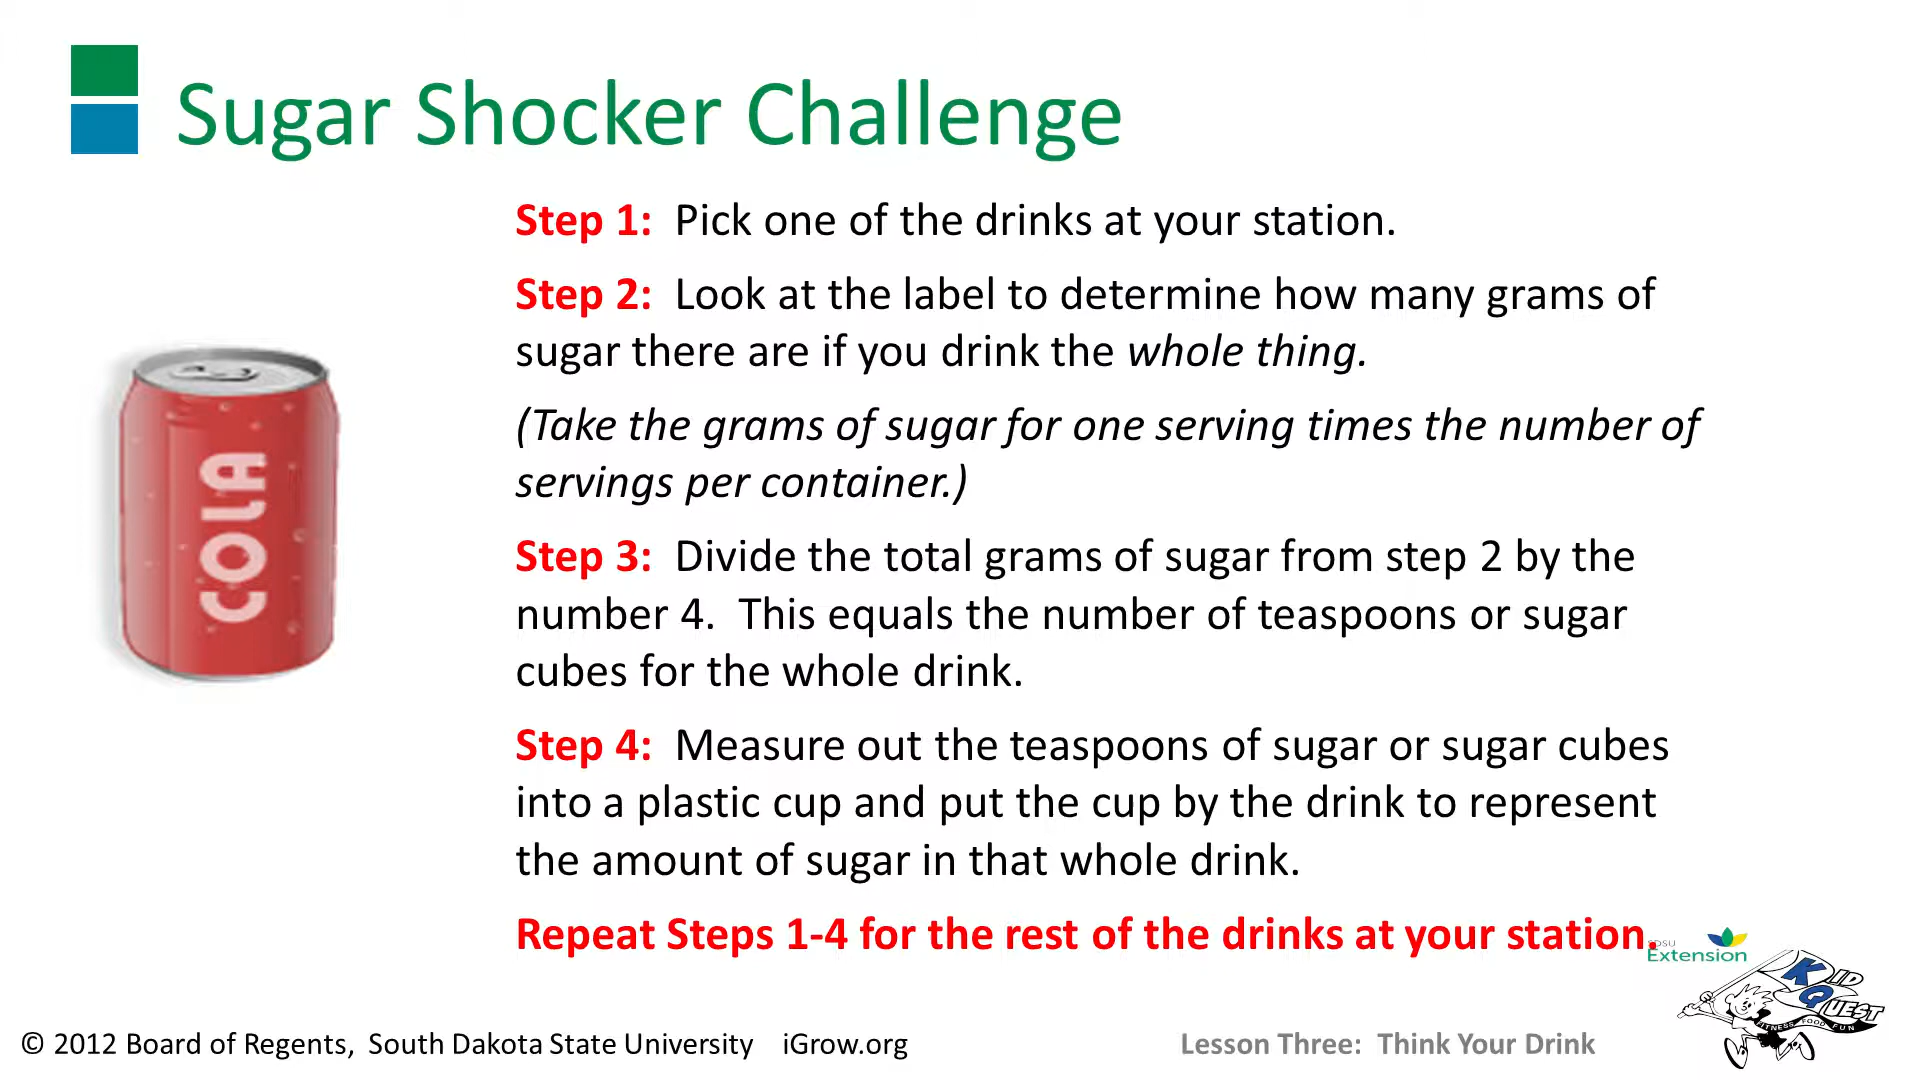 Sugar Shocker Challenge
Step 1: Pick one of the drinks at your station.
Step 2: Look at the label to determine how many grams of
sugar there are if you drink the whole thing.
(Take the grams of sugar for one serving times the number of
servings per container.)
Step 3: Divide the total grams of sugar from step 2 by the
number 4. This equals the number of teaspoons or sugar
cubes for the whole drink.
Step 4: Measure out the teaspoons of sugar or sugar cubes
into a plastic cup and put the cup by the drink to represent
the amount of sugar in that whole drink.
Repeat Steps 1-4 for the rest of the drinks at your station.
COLA
SDSU
Extension
KID
QUEST
FITNESS FOOD FUN
© 2012 Board of Regents, South Dakota State University iGrow.org
Lesson Three: Think Your Drink